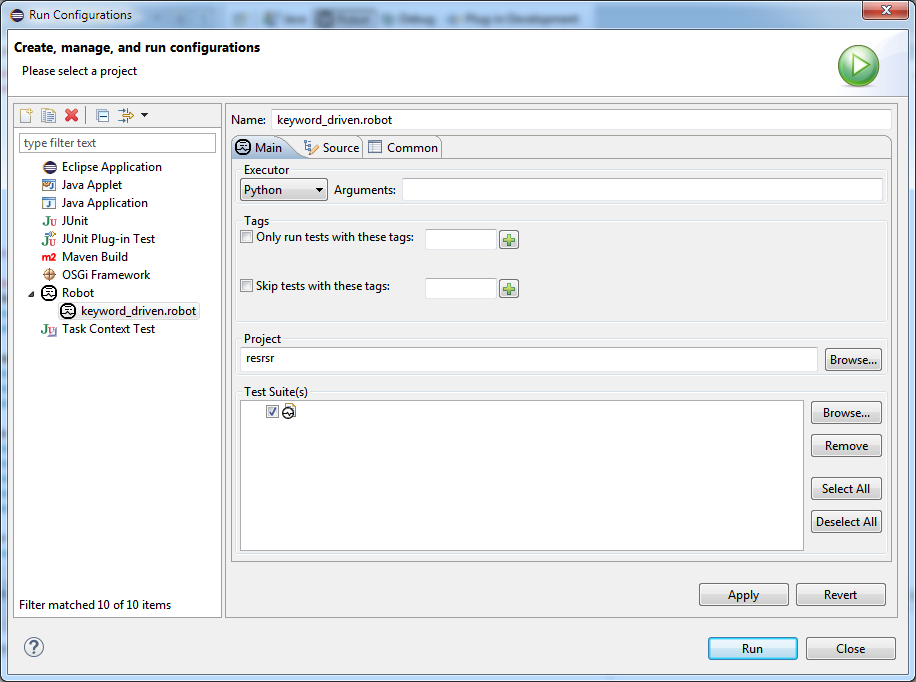 Run Configurations
Debug
Plug-in Development
Create, manage, and run configurations
Please select a project
type filter text
Eclipse Application
Java Applet
Java Application
JUnit
JUnit Plug-in Test
Maven Build
OSGi Framework
Robot
keyword_driven.robot
Task Context Test
Filter matched 10 of 10 items
Name: keyword_driven.robot
Main Source Common
Executor
Python Arguments:
Tags
Only run tests with these tags:
Skip tests with these tags:
Project
resrsr Browse...
Test Suite(s)
Browse...
Remove
Select All
Deselect All
Apply Revert
Run Close